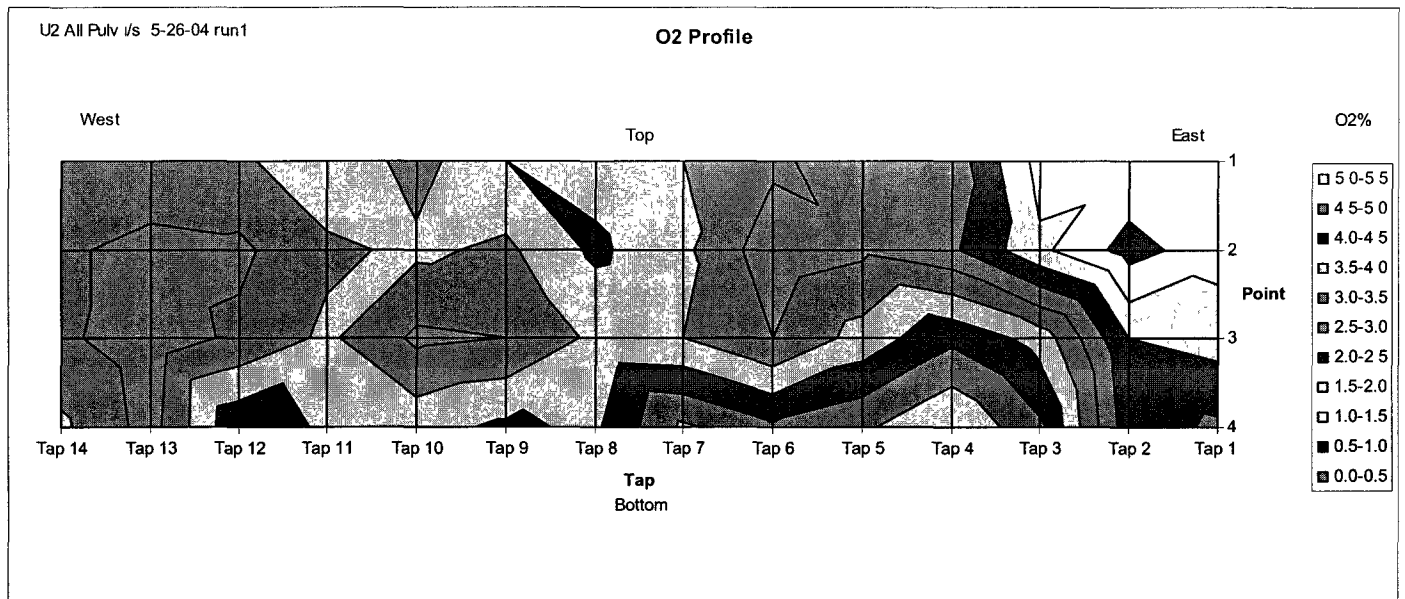 U2 All Pulv 1/s 5-26-04 run1
O2 Profile
West
Top
East
O2%
1
2
Point
3
4
5 0-5 5
4 5-5 0
4.0-4 5
3.5-4 0
3.0-3.5
2.5-3.0
2.0-2 5
1.5-2.0
1.0-1.5
0.5-1.0
0.0-0.5
Tap 14 Tap 13 Tap 12 Tap 11 Tap 10 Tap 9 Tap 8 Tap 7 Tap 6 Tap 5 Tap 4 Tap 3 Tap 2 Tap 1
Tap
Bottom